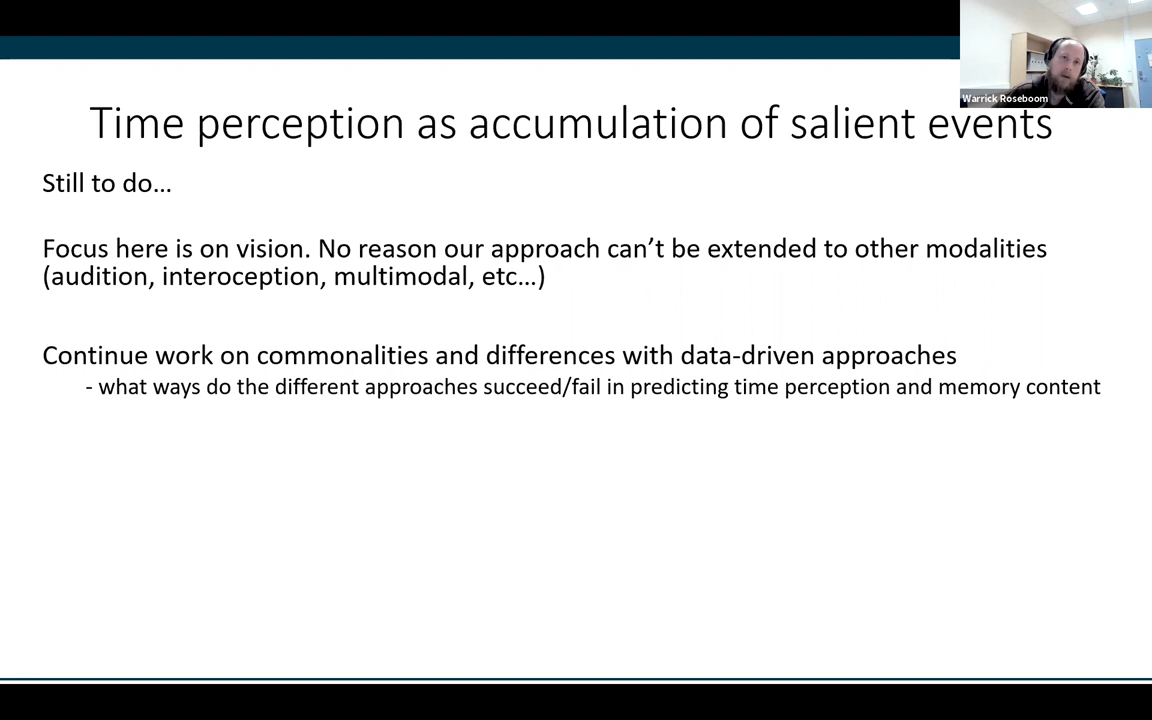 Warrick Roseboom
Time perception as accumulation of salient events
Still to do...
Focus here is on vision. No reason our approach can’t be extended to other modalities
(audition, interoception, multimodal, etc...)
Continue work on commonalities and differences with data-driven approaches
- what ways do the different approaches succeed/fail in predicting time perception and memory content